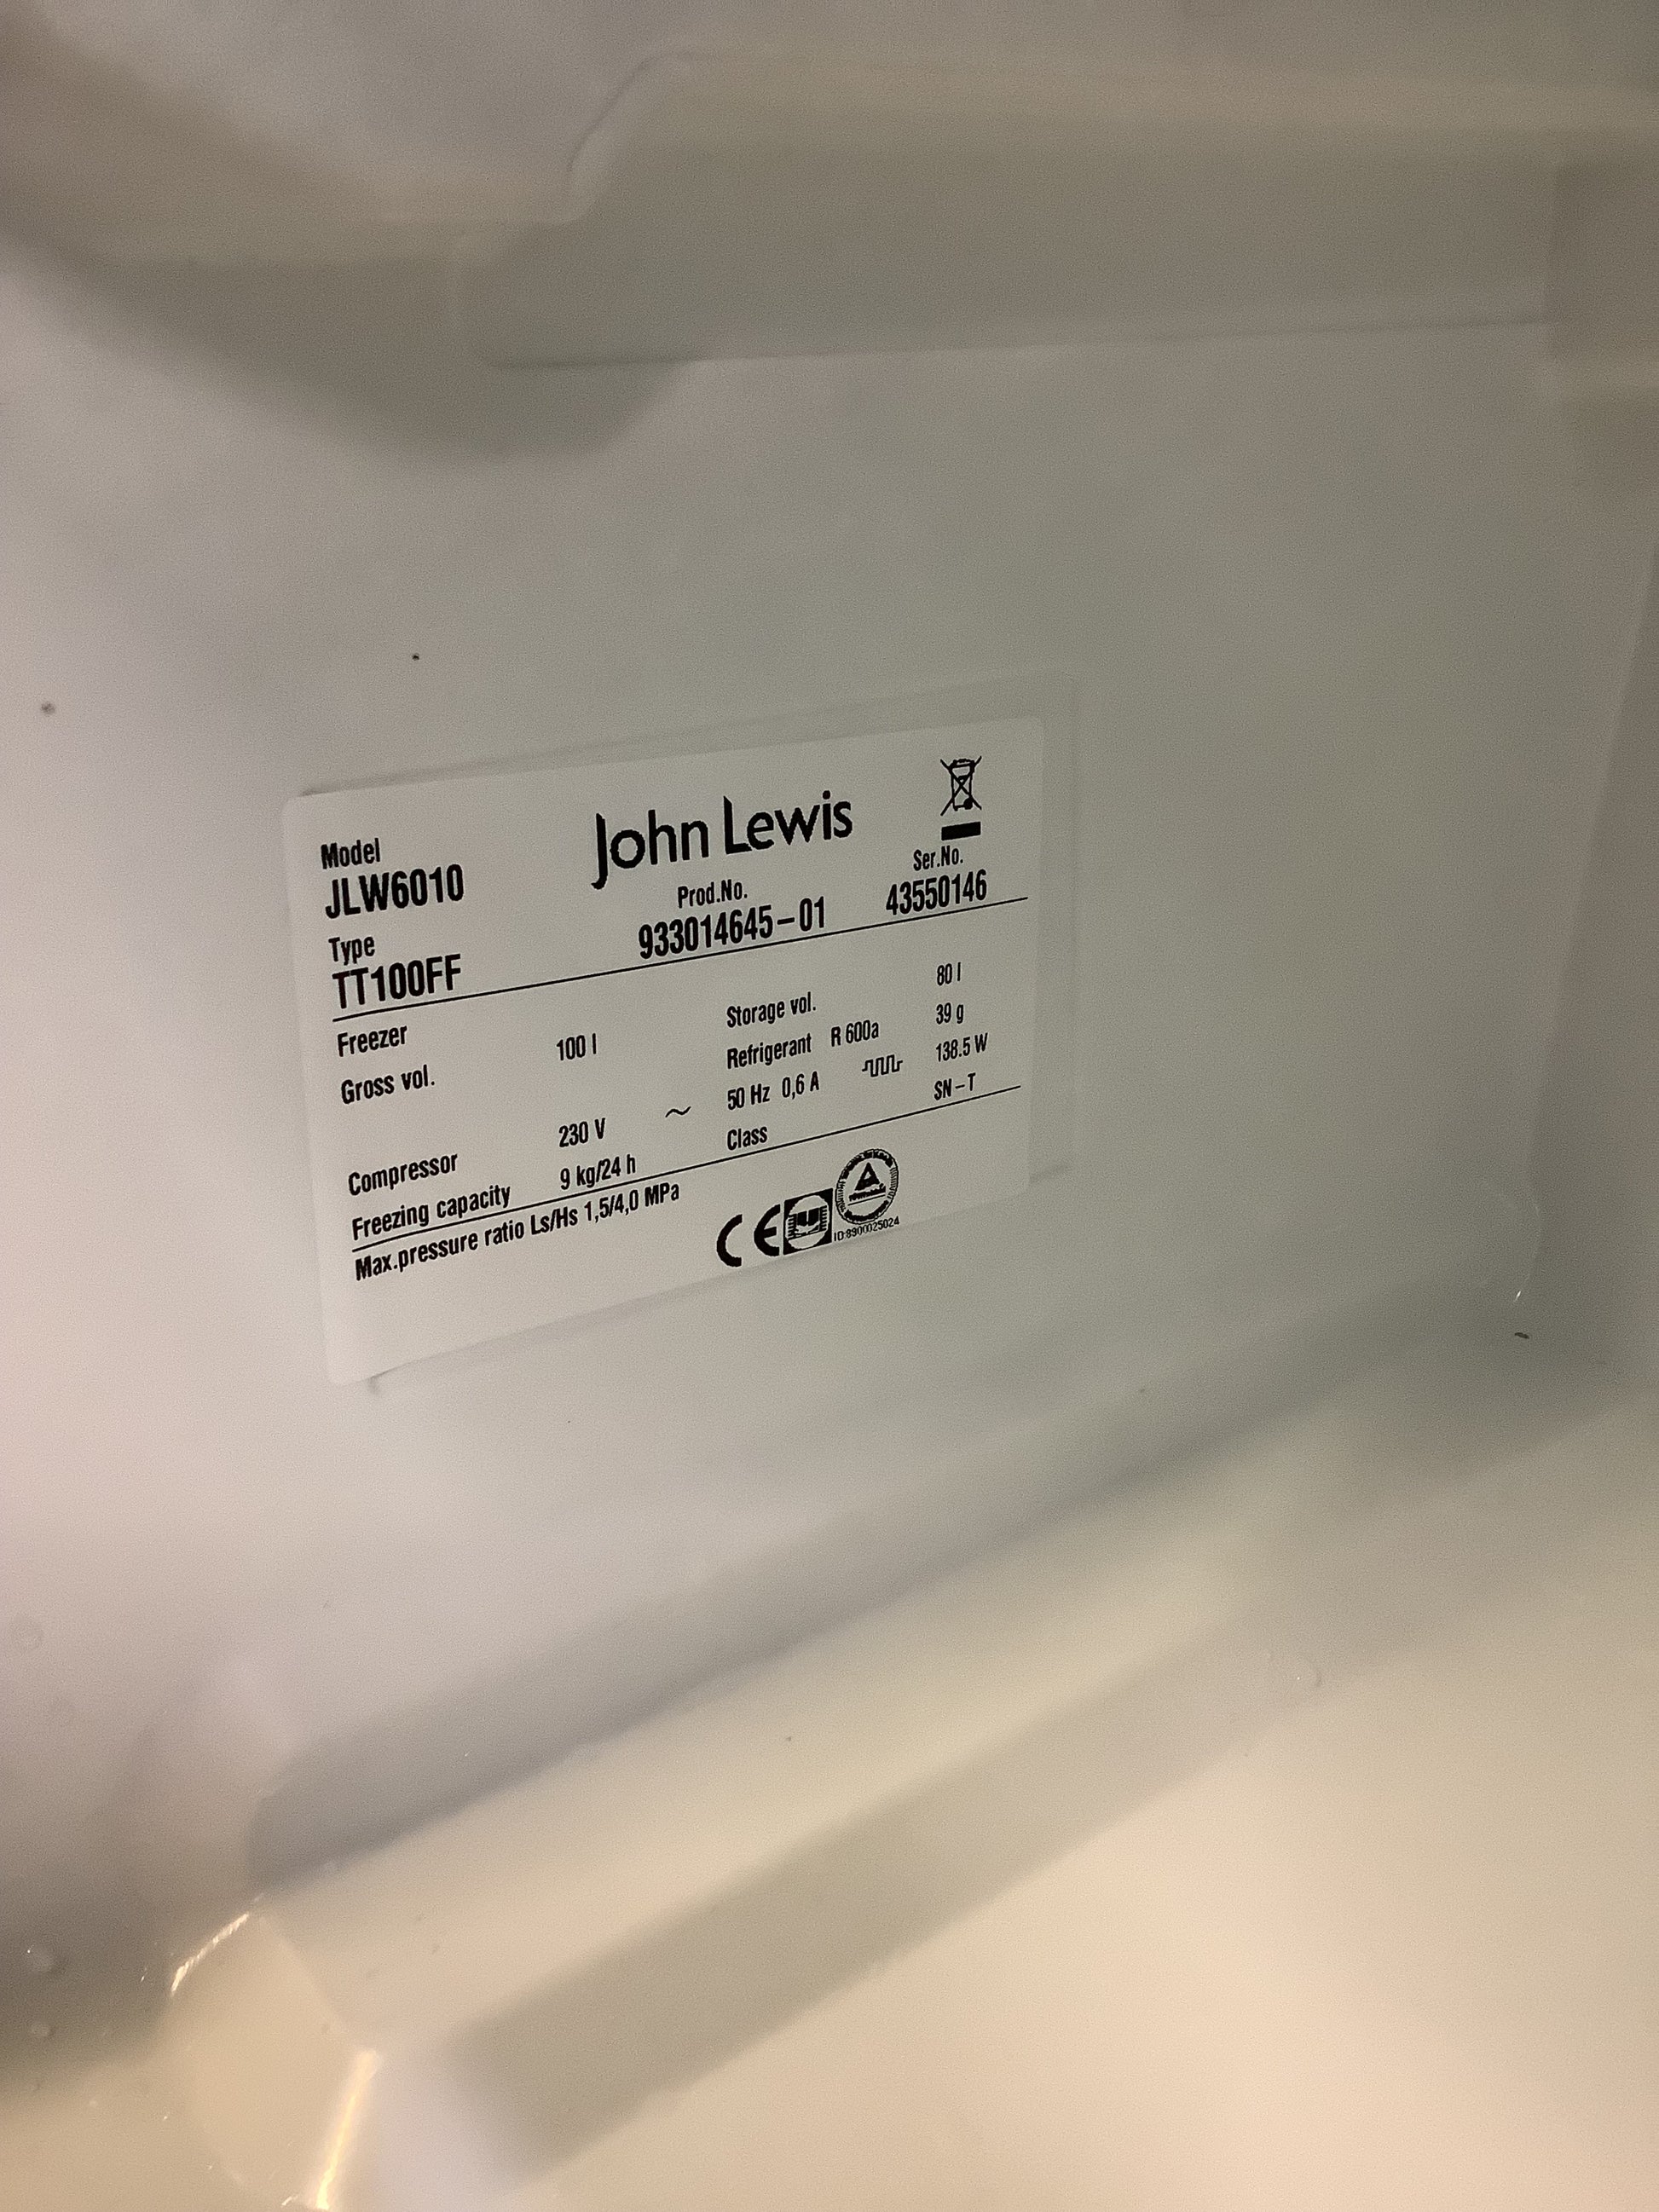 Model
JLW6010
John Lewis
Type
TT100FF
Prod.No.
933014645-01
Ser.No.
43550146
Freezer
Gross vol. 100 l
Storage vol. 80 l
Refrigerant R 600a 39 g
Compressor 230 V ~ 50 Hz 0,6 A 138.5 W
Freezing capacity 9 kg/24 h Class SN-T
Max.pressure ratio Ls/Hs 1,5/4,0 MPa
CE
ID:8900025024